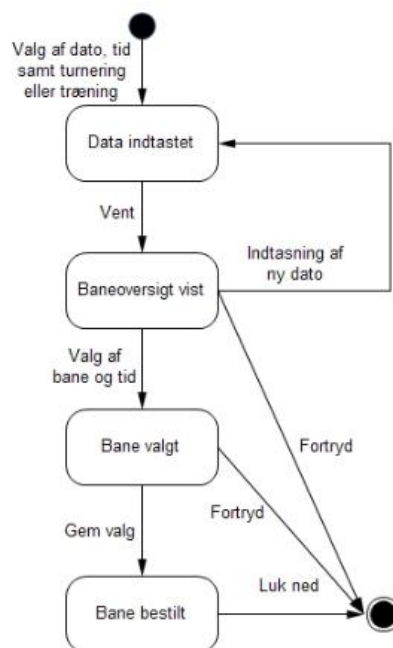 Valg af dato, tid
samt turnering
eller træning
Data indtastet
Vent
Indtasning af
ny dato
Baneoversigt vist
Valg af
bane og tid
Bane valgt
Fortryd
Fortryd
Gem valg
Luk ned
Bane bestilt